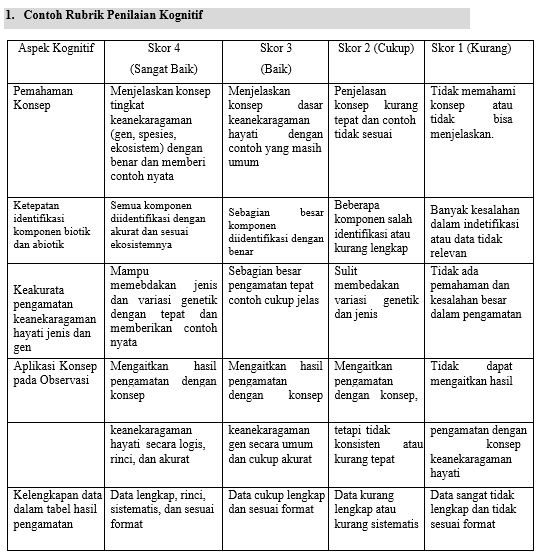 1. Contoh Rubrik Penilaian Kognitif
Aspek Kognitif
Skor 4
(Sangat Baik)
Skor 3
(Baik)
Skor 2 (Cukup)
Skor 1 (Kurang)
Pemahaman
Konsep
Menjelaskan konsep
tingkat
keanekaragaman
(gen, spesies,
ekosistem) dengan
benar dan memberi
contoh nyata
Menjelaskan
konsep dasar
keanekaragaman
hayati dengan
contoh yang masih
umum
Penjelasan
konsep kurang
tepat dan contoh
tidak sesuai
Tidak memahami
konsep atau
tidak bisa
menjelaskan.
Ketepatan
identifikasi
komponen biotik
dan abiotik
Semua komponen
diidentifikasi dengan
akurat dan sesuai
ekosistemnya
Sebagian besar
komponen
diidentifikasi dengan
benar
Beberapa
komponen salah
identifikasi atau
kurang lengkap
Banyak kesalahan
dalam indetifikasi
atau data tidak
relevan
Keakurata
pengamatan
keanekaragaman
hayati jenis dan
gen
Mampu
memebdakan jenis
dan variasi genetik
dengan tepat dan
memberikan contoh
nyata
Sebagian besar
pengamatan tepat
contoh cukup jelas
Sulit
membedakan
variasi genetik
dan jenis
Tidak ada
pemahaman dan
kesalahan besar
dalam pengamatan
Aplikasi Konsep
pada Observasi
Mengaitkan hasil
pengamatan dengan
konsep
Mengaitkan hasil
pengamatan
dengan konsep
Mengaitkan
pengamatan
dengan konsep,
Tidak dapat
mengaitkan hasil
keanekaragaman
hayati secara logis,
rinci, dan akurat
keanekaragaman
gen secara umum
dan cukup akurat
tetapi tidak
konsisten atau
kurang tepat
pengamatan dengan
konsep
keanekaragaman
hayati
Kelengkapan data
dalam tabel hasil
pengamatan
Data lengkap, rinci,
sistematis, dan sesuai
format
Data cukup lengkap
dan sesuai format
Data kurang
lengkap atau
kurang sistematis
Data sangat tidak
lengkap dan tidak
sesuai format